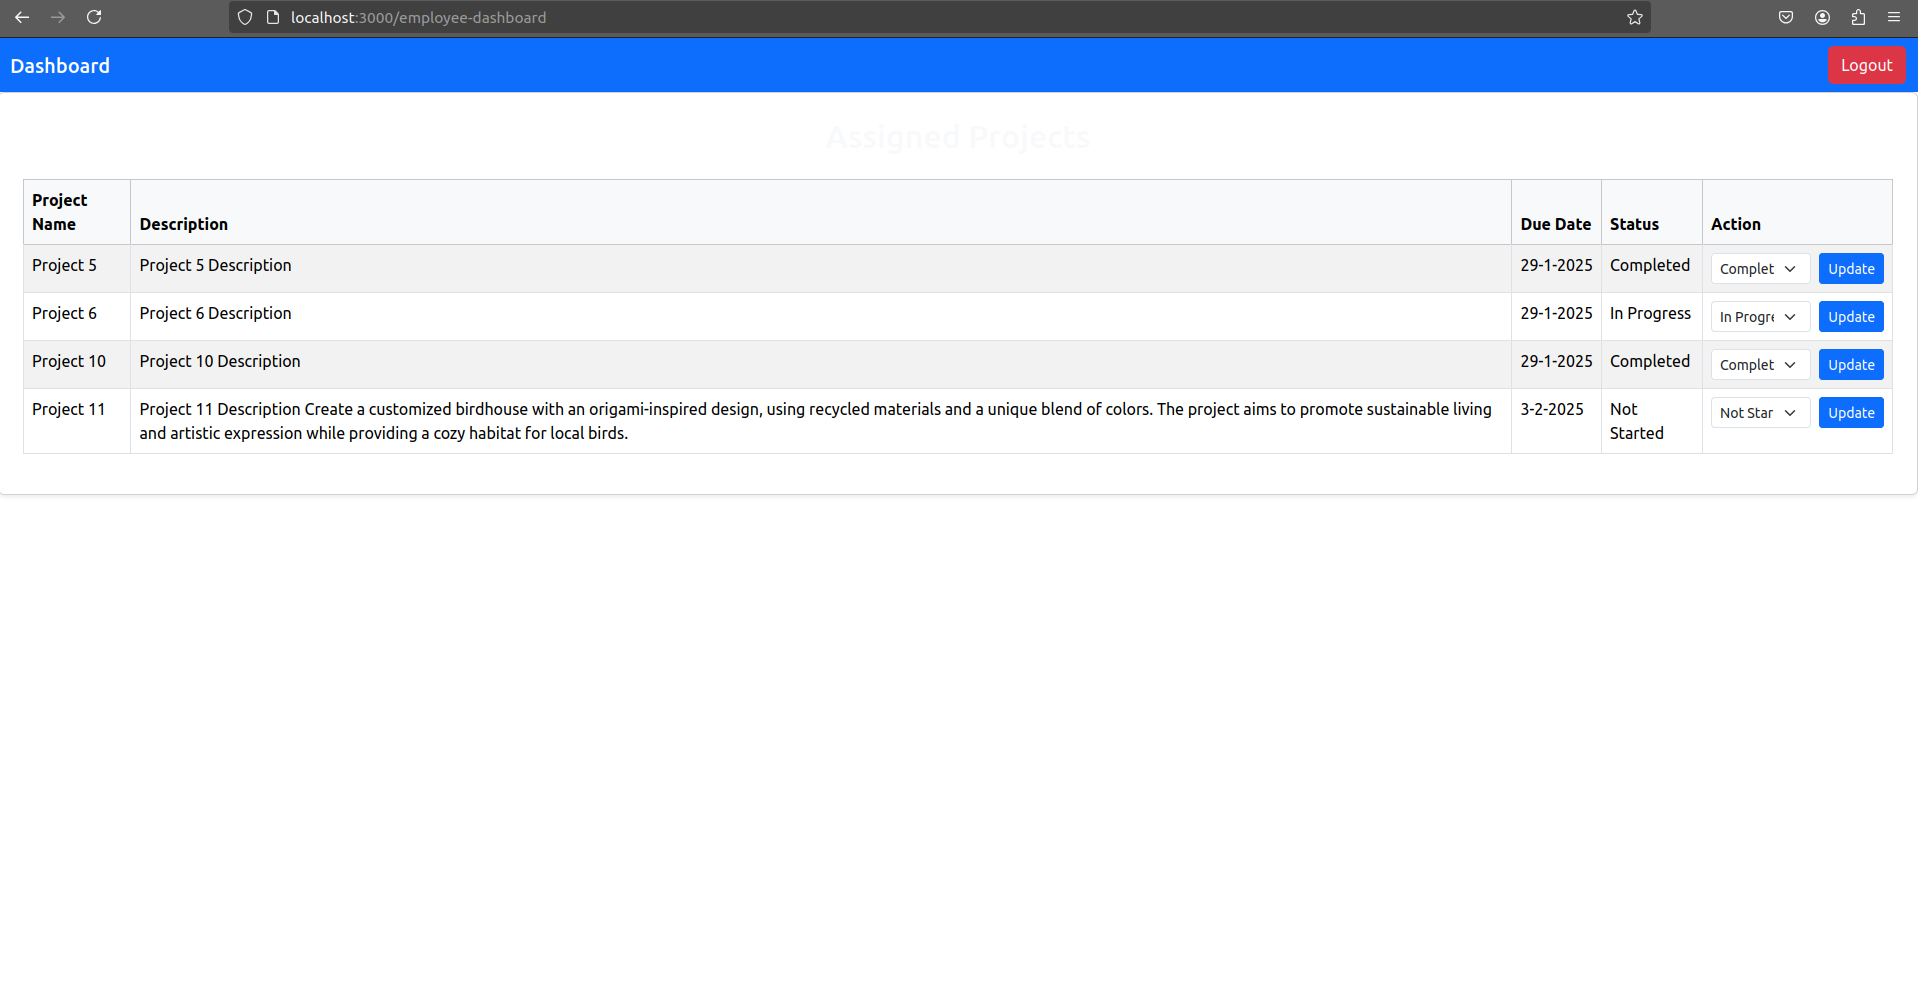 localhost:3000/employee-dashboard
Dashboard
Logout
Assigned Projects
Project Name
Description
Due Date
Status
Action
Project 5
Project 5 Description
29-1-2025
Completed
Complet
Update
Project 6
Project 6 Description
29-1-2025
In Progress
In Progre
Update
Project 10
Project 10 Description
29-1-2025
Completed
Complet
Update
Project 11
Project 11 Description Create a customized birdhouse with an origami-inspired design, using recycled materials and a unique blend of colors. The project aims to promote sustainable living
and artistic expression while providing a cozy habitat for local birds.
3-2-2025
Not
Started
Not Star
Update